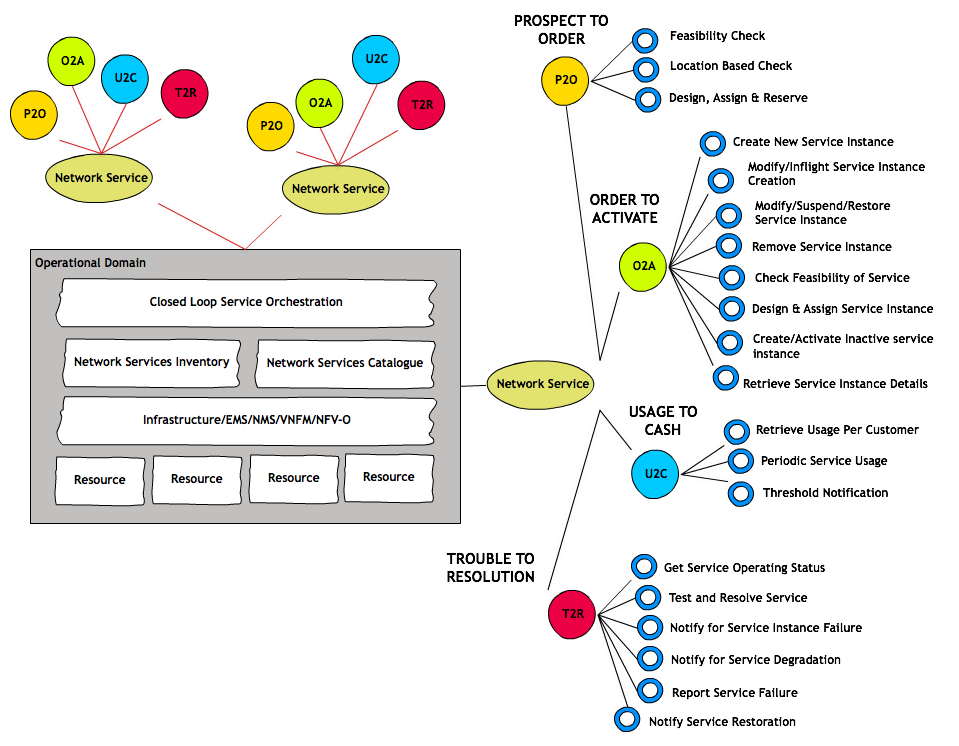 O2A
U2C
T2R
P2O
Network Service
U2C
O2A
T2R
P2O
Network Service
Operational Domain
Closed Loop Service Orchestration
Network Services Inventory
Network Services Catalogue
Infrastructure/EMS/NMS/VNFM/NFV-O
Resource
Resource
Resource
Resource
Network Service
PROSPECT TO
ORDER
P2O
Feasibility Check
Location Based Check
Design, Assign & Reserve
ORDER TO
ACTIVATE
O2A
Create New Service Instance
Modify/Inflight Service Instance
Creation
Modify/Suspend/Restore
Service Instance
Remove Service Instance
Check Feasibility of Service
Design & Assign Service Instance
Create/Activate Inactive service
instance
Retrieve Service Instance Details
USAGE TO
CASH
U2C
Retrieve Usage Per Customer
Periodic Service Usage
Threshold Notification
TROUBLE TO
RESOLUTION
T2R
Get Service Operating Status
Test and Resolve Service
Notify for Service Instance Failure
Notify for Service Degradation
Report Service Failure
Notify Service Restoration